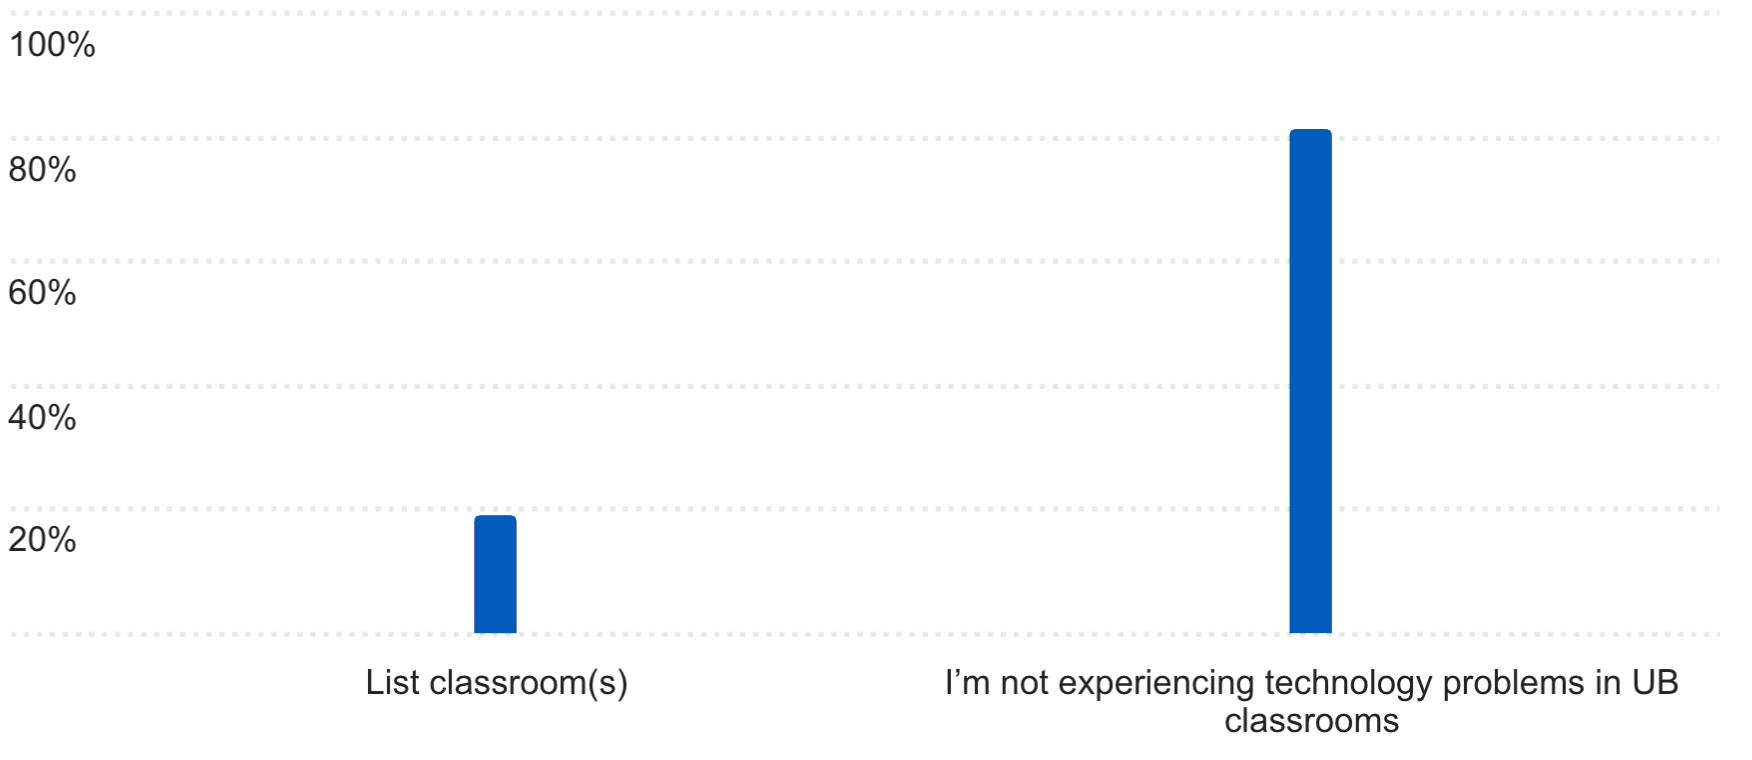 100%
80%
60%
40%
20%
List classroom(s)
I’m not experiencing technology problems in UB
classrooms